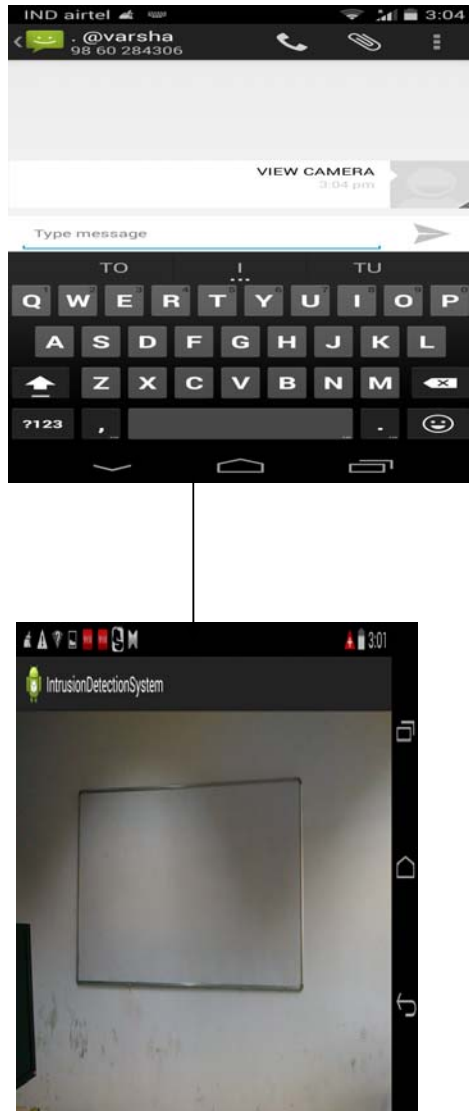 IND airtel 3:04
. @varsha
98 60 284306
VIEW CAMERA
3:04 pm
Type message
TO I TU
Q W E R T Y U I O P
A S D F G H J K L
Z X C V B N M
?123 , .
3:01
IntrusionDetectionSystem